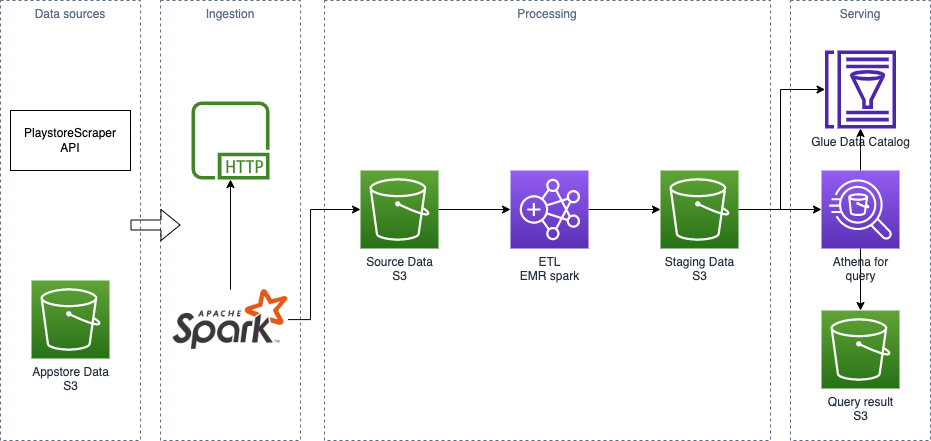 Data sources
Ingestion
Processing
Serving
PlaystoreScraper
API
HTTP
Glue Data Catalog
Source Data
S3
ETL
EMR spark
Staging Data
S3
Athena for
query
APACHE
Spark
TM
Appstore Data
S3
Query result
S3